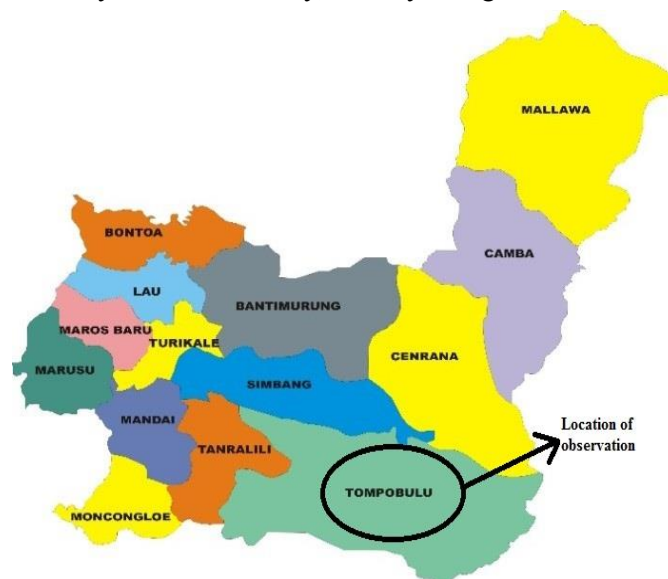 MALLAWA
BONTOA
CAMBA
LAU
BANTIMURUNG
MAROS BARU
TURIKALE
CENRANA
MARUSU
SIMBANG
MANDAI
Location of
observation
TANRALILI
TOMPOBULU
MONCONGLOE